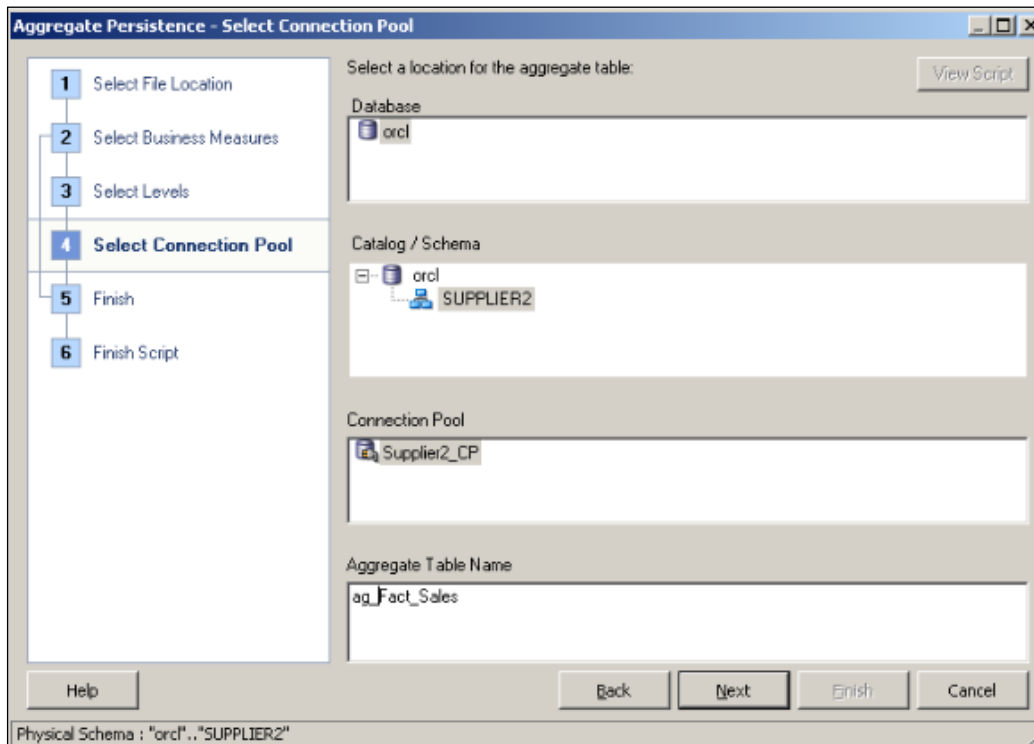 Aggregate Persistence - Select Connection Pool
1 Select File Location
2 Select Business Measures
3 Select Levels
4 Select Connection Pool
5 Finish
6 Finish Script
Select a location for the aggregate table:
View Script
Database
orcl
Catalog / Schema
orcl
SUPPLIER2
Connection Pool
Supplier2_CP
Aggregate Table Name
ag_Fact_Sales
Help
Back
Next
Finish
Cancel
Physical Schema : "orcl".."SUPPLIER2"